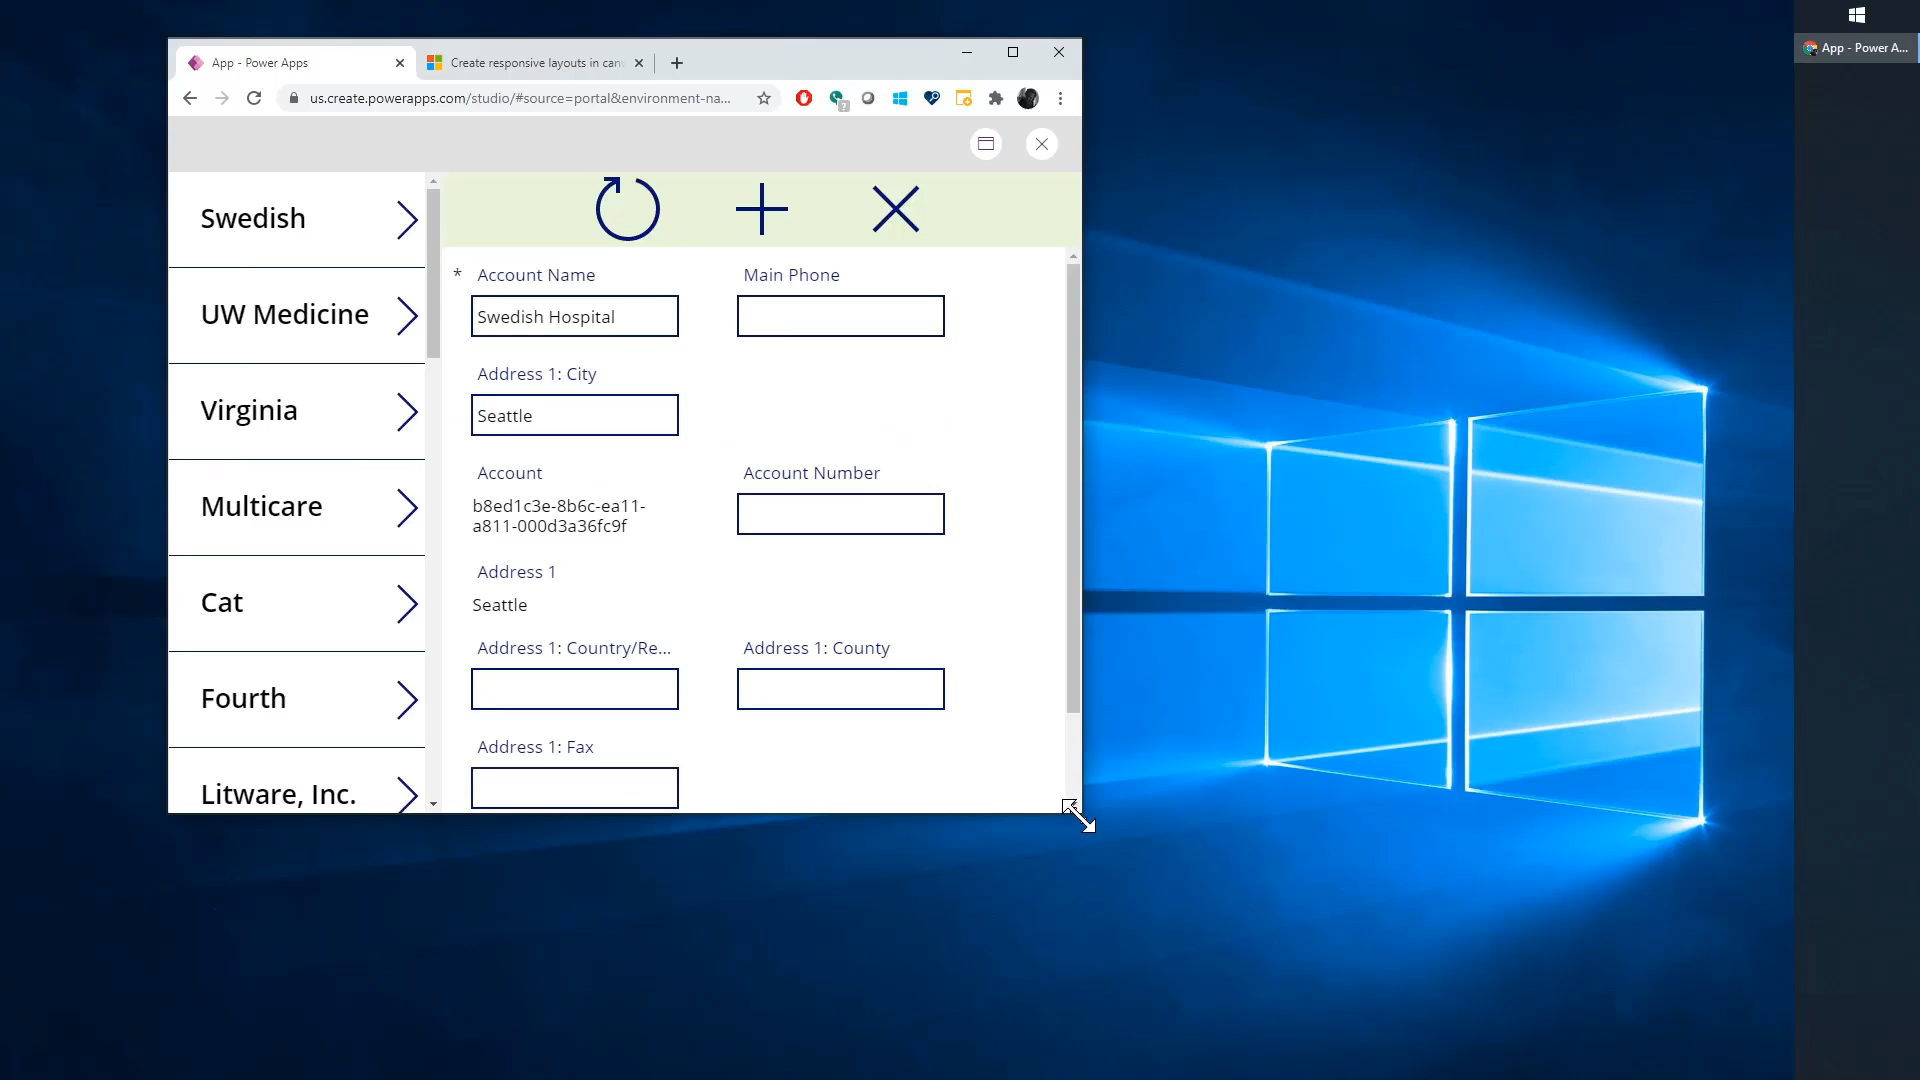 App - Power Apps
Create responsive layouts in can
App - Power A...
us.create.powerapps.com/studio/#source=portal&environment-na...
?
Swedish
UW Medicine
Virginia
Multicare
Cat
Fourth
Litware, Inc.
* Account Name
Main Phone
Swedish Hospital
Address 1: City
Seattle
Account
Account Number
b8ed1c3e-8b6c-ea11-
a811-000d3a36fc9f
Address 1
Seattle
Address 1: Country/Re...
Address 1: County
Address 1: Fax